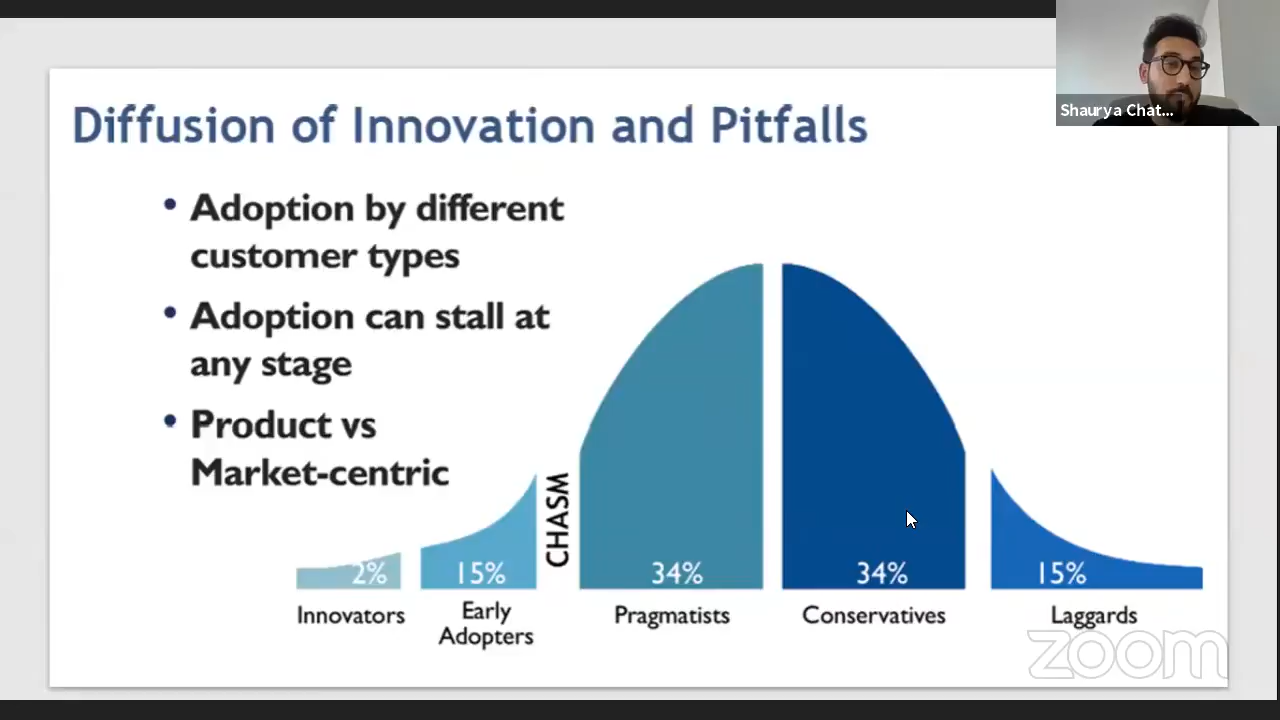 Shaurya Chat...
Diffusion of Innovation and Pitfalls
• Adoption by different
customer types
• Adoption can stall at
any stage
• Product vs
Market-centric
CHASM
2%
15%
34%
34%
15%
Innovators
Early
Adopters
Pragmatists
Conservatives
Laggards
zoom